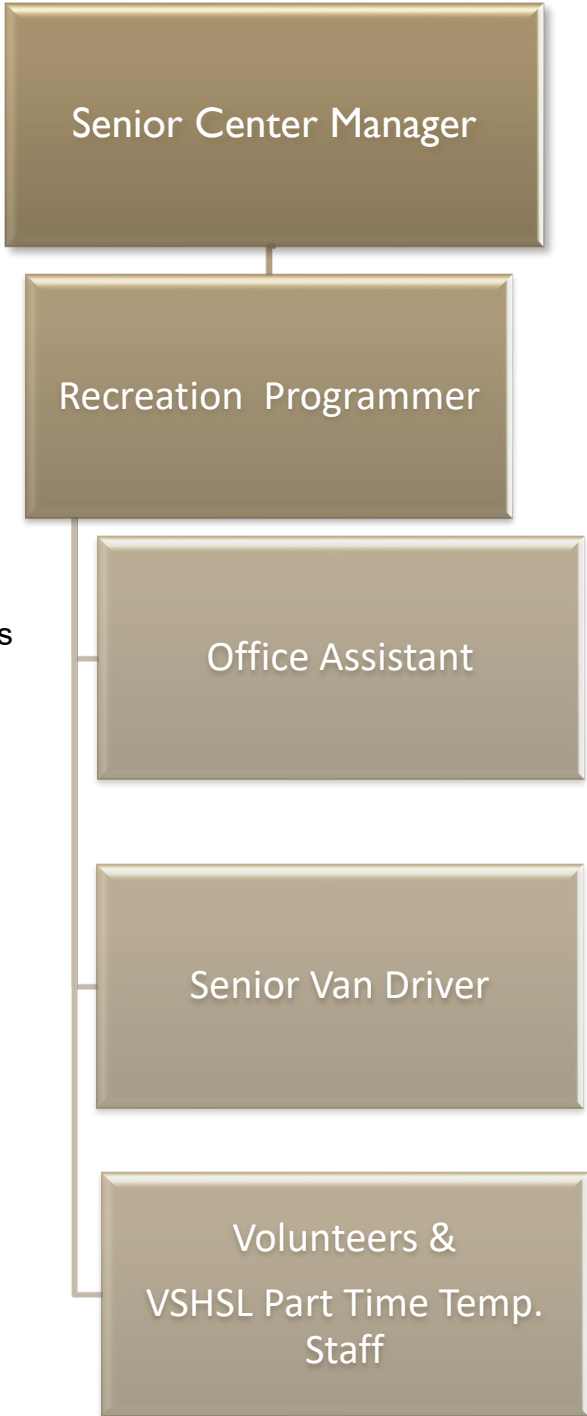 Senior Center Manager
Recreation Programmer
s
Office Assistant
Senior Van Driver
Volunteers &
VSHSL Part Time Temp.
Staff